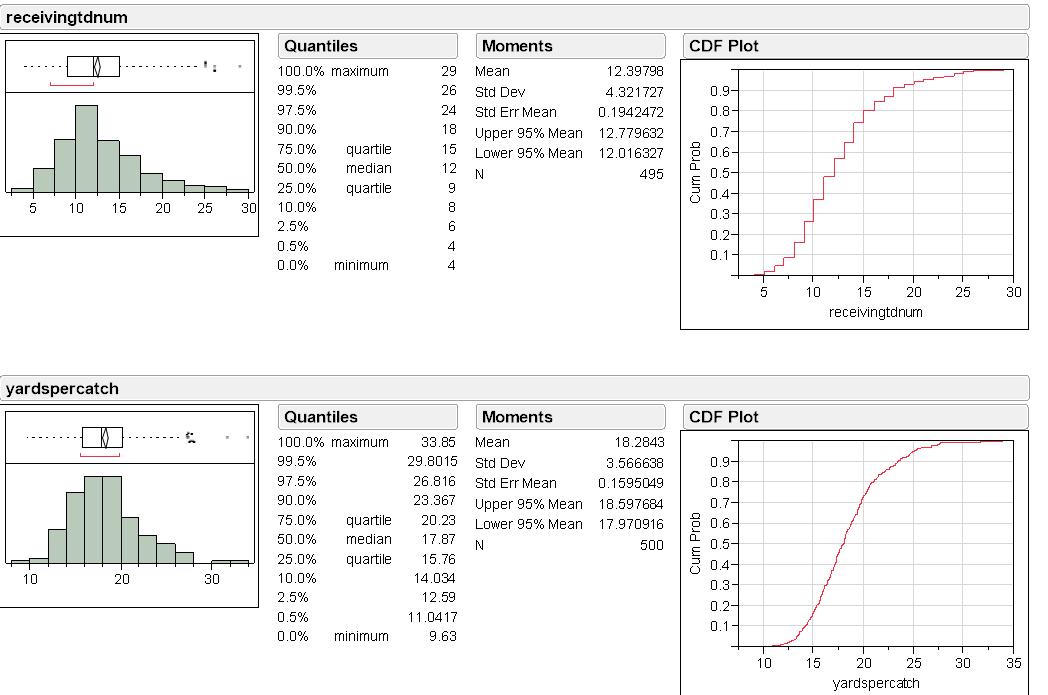 receivingtdnum
5 10 15 20 25 30
Quantiles
100.0% maximum 29
99.5% 26
97.5% 24
90.0% 18
75.0% quartile 15
50.0% median 12
25.0% quartile 9
10.0% 8
2.5% 6
0.5% 4
0.0% minimum 4
Moments
Mean 12.39798
Std Dev 4.321727
Std Err Mean 0.1942472
Upper 95% Mean 12.779632
Lower 95% Mean 12.016327
N 495
CDF Plot
Cum Prob
0.9
0.8
0.7
0.6
0.5
0.4
0.3
0.2
0.1
5 10 15 20 25 30
receivingtdnum
yardspercatch
10 20 30
Quantiles
100.0% maximum 33.85
99.5% 29.8015
97.5% 26.816
90.0% 23.367
75.0% quartile 20.23
50.0% median 17.87
25.0% quartile 15.76
10.0% 14.034
2.5% 12.59
0.5% 11.0417
0.0% minimum 9.63
Moments
Mean 18.2843
Std Dev 3.566638
Std Err Mean 0.1595049
Upper 95% Mean 18.597684
Lower 95% Mean 17.970916
N 500
CDF Plot
Cum Prob
0.9
0.8
0.7
0.6
0.5
0.4
0.3
0.2
0.1
10 15 20 25 30 35
yardspercatch